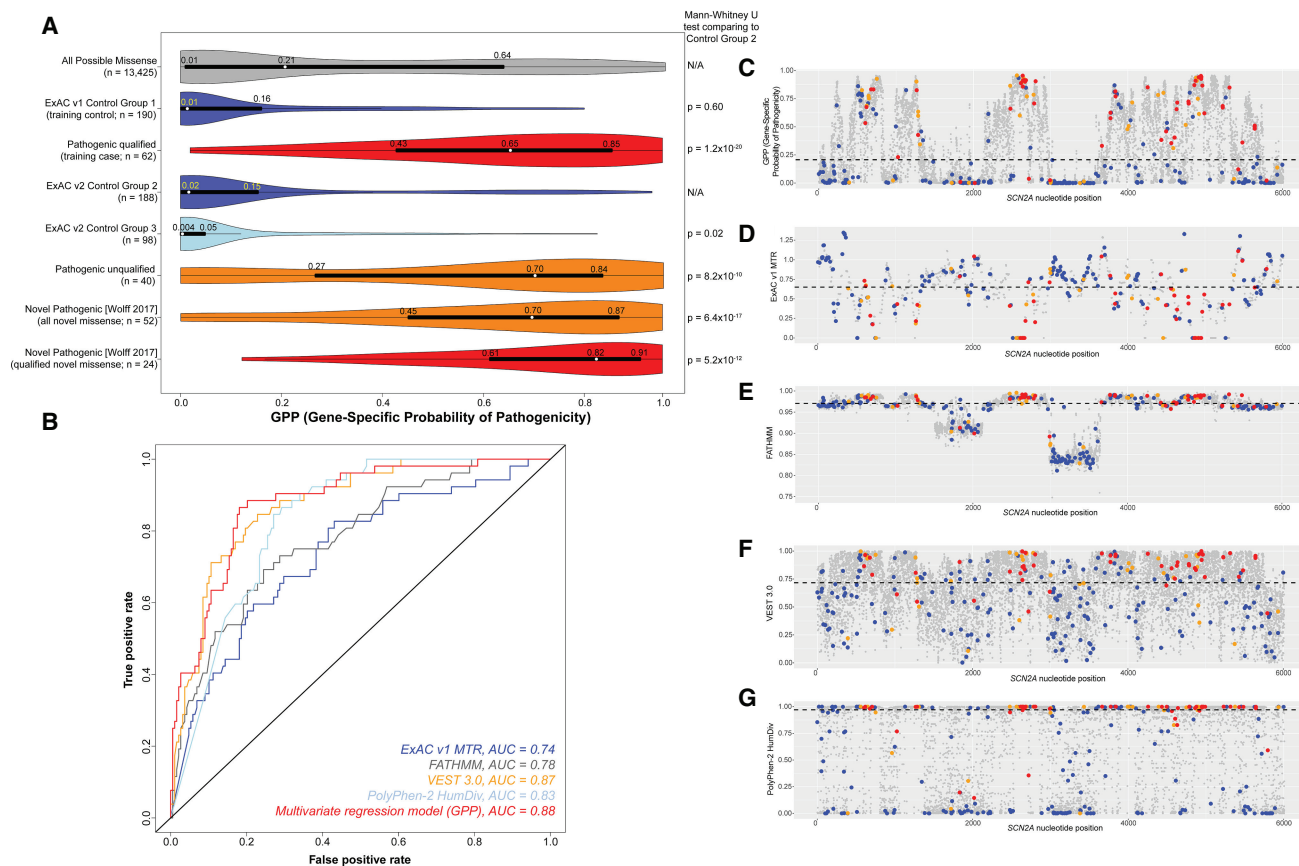 A
Mann-Whitney U
test comparing to
Control Group 2
All Possible Missense
(n = 13,425)
0.01
0.21
0.64
N/A
ExAC v1 Control Group 1
(training control; n = 190)
0.01
0.16
p = 0.60
Pathogenic qualified
(training case; n = 62)
0.43
0.65
0.85
p = 1.2x10-20
ExAC v2 Control Group 2
(n = 188)
0.02
0.15
N/A
ExAC v2 Control Group 3
(n = 98)
0.004
0.05
p = 0.02
Pathogenic unqualified
(n = 40)
0.27
0.70
0.84
p = 8.2x10-10
Novel Pathogenic [Wolff 2017]
(all novel missense; n = 52)
0.45
0.70
0.87
p = 6.4x10-17
Novel Pathogenic [Wolff 2017]
(qualified novel missense; n = 24)
0.61
0.82
0.91
p = 5.2x10-12
0.0 0.2 0.4 0.6 0.8 1.0
GPP (Gene-Specific Probability of Pathogenicity)
B
True positive rate
1.0
0.8
0.6
0.4
0.2
0.0
ExAC v1 MTR, AUC = 0.74
FATHMM, AUC = 0.78
VEST 3.0, AUC = 0.87
PolyPhen-2 HumDiv, AUC = 0.83
Multivariate regression model (GPP), AUC = 0.88
0.0 0.2 0.4 0.6 0.8 1.0
False positive rate
C
GPP (Gene-Specific
Probability of Pathogenicity)
1.00
0.75
0.50
0.25
0.00
0 2000 4000 6000
SCN2A nucleotide position
D
ExAC v1 MTR
1.25
1.00
0.75
0.50
0.25
0.0
0 2000 4000 6000
SCN2A nucleotide position
E
FATHMM
1.00
0.95
0.90
0.85
0.80
0.75
0 2000 4000 6000
SCN2A nucleotide position
F
VEST 3.0
1.00
0.75
0.50
0.25
0.00
0 2000 4000 6000
SCN2A nucleotide position
G
PolyPhen-2 HumDiv
1.00
0.75
0.50
0.25
0.00
0 2000 4000 6000
SCN2A nucleotide position